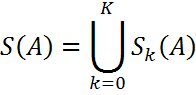 S(A) = ⋃_{k=0}^{K} S_k(A)